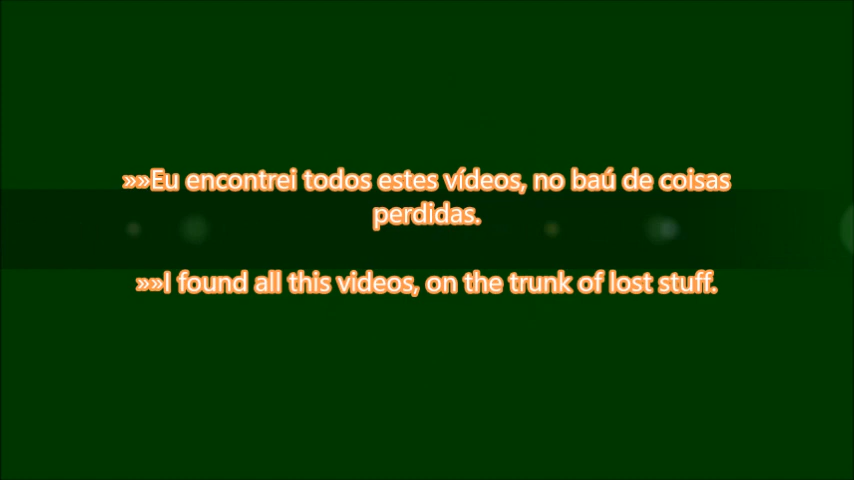 »»Eu encontrei todos estes vídeos, no baú de coisas
perdidas.
»»I found all this videos, on the trunk of lost stuff.